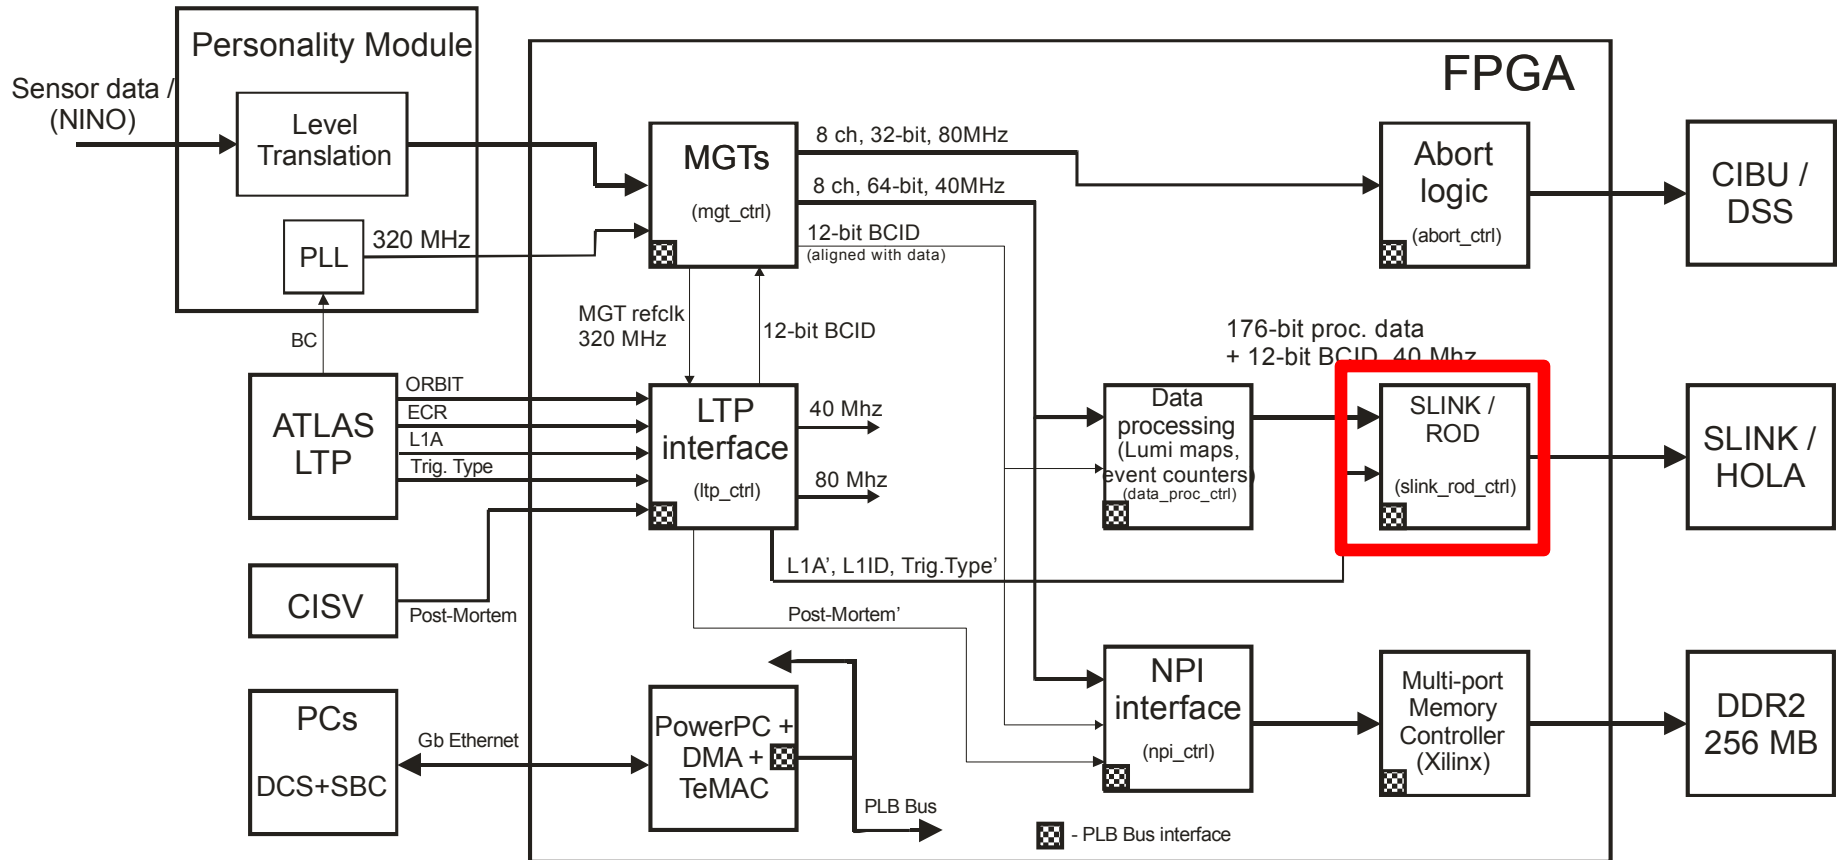 Personality Module
Sensor data /
(NINO)
Level
Translation
PLL
320 MHz
BC
FPGA
MGTs
(mgt_ctrl)
8 ch, 32-bit, 80MHz
8 ch, 64-bit, 40MHz
12-bit BCID
(aligned with data)
Abort
logic
(abort_ctrl)
CIBU /
DSS
MGT refclk
320 MHz
12-bit BCID
176-bit proc. data
+ 12-bit BCID, 40 Mhz
ATLAS
LTP
ORBIT
ECR
L1A
Trig. Type
LTP
interface
(ltp_ctrl)
40 Mhz
80 Mhz
Data
processing
(Lumi maps,
event counters)
(data_proc_ctrl)
SLINK /
ROD
(slink_rod_ctrl)
SLINK /
HOLA
L1A’, L1ID, Trig.Type’
CISV
Post-Mortem
Post-Mortem’
PCs
DCS+SBC
Gb Ethernet
PowerPC +
DMA +
TeMAC
PLB Bus
NPI
interface
(npi_ctrl)
Multi-port
Memory
Controller
(Xilinx)
DDR2
256 MB
- PLB Bus interface